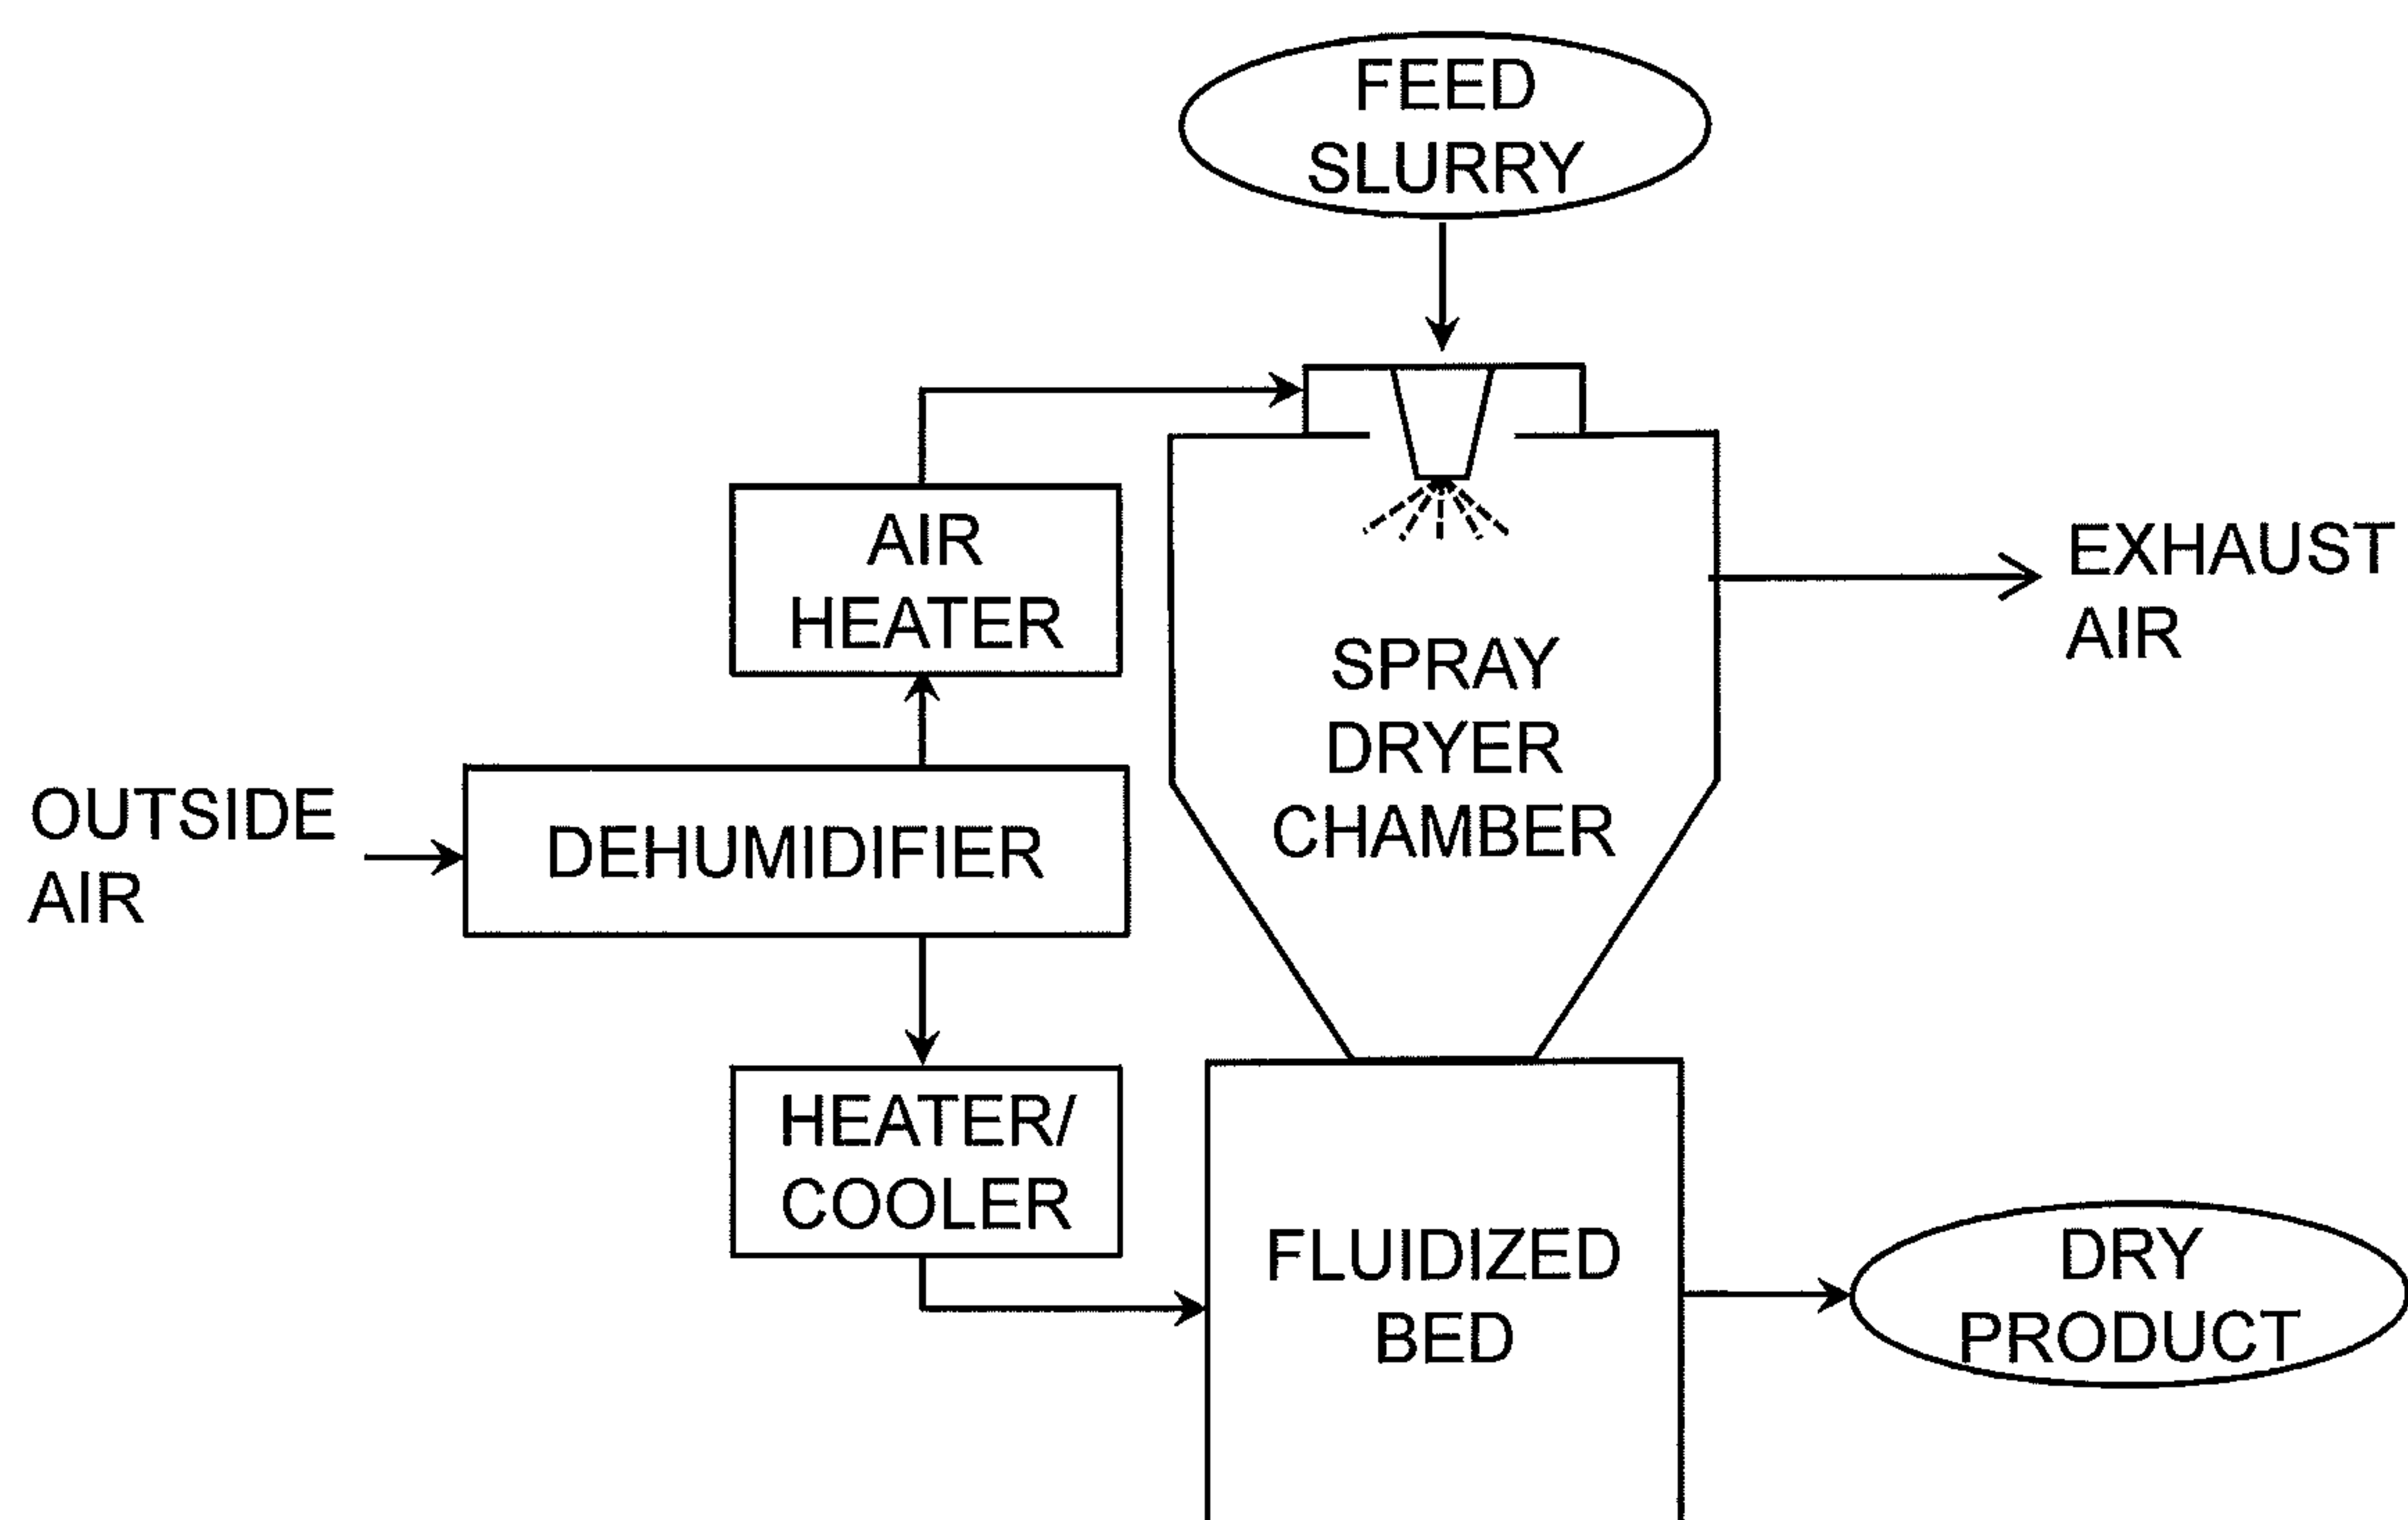 FEED
SLURRY
AIR
HEATER
EXHAUST
AIR
SPRAY
DRYER
CHAMBER
OUTSIDE
AIR
DEHUMIDIFIER
HEATER/
COOLER
FLUIDIZED
BED
DRY
PRODUCT